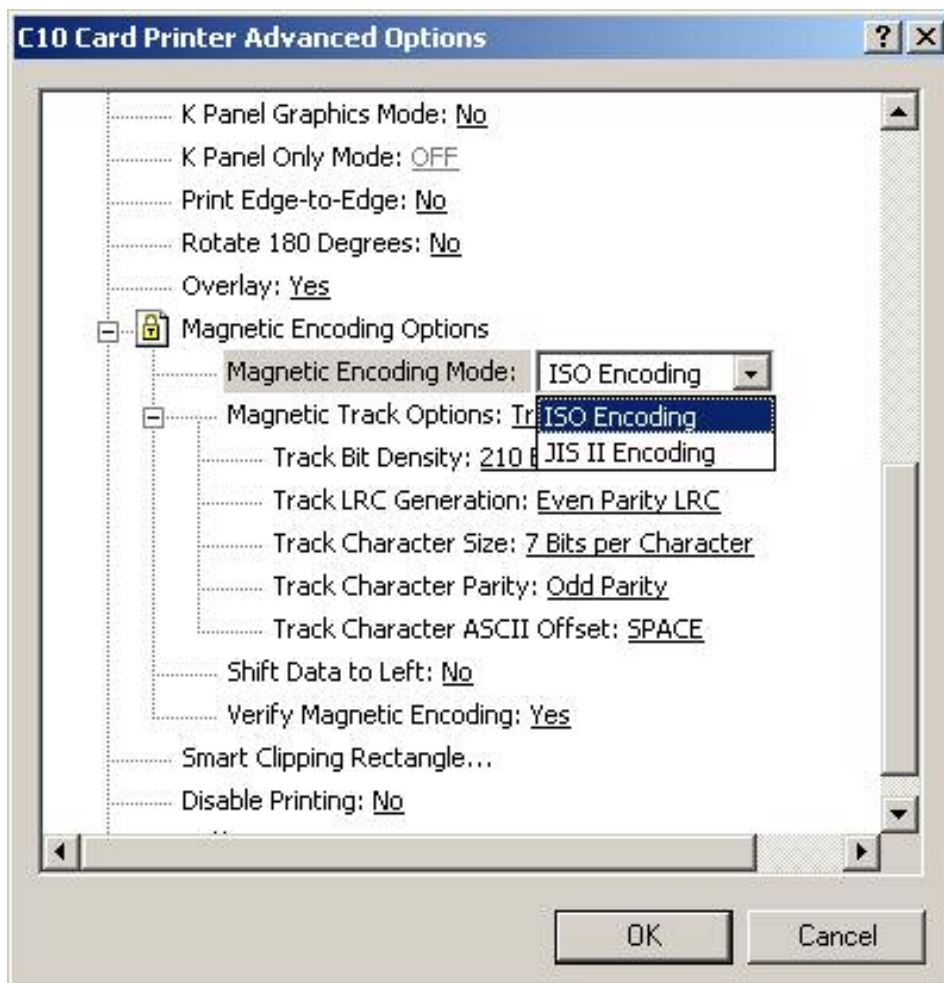 C10 Card Printer Advanced Options
K Panel Graphics Mode: No
K Panel Only Mode: OFF
Print Edge-to-Edge: No
Rotate 180 Degrees: No
Overlay: Yes
Magnetic Encoding Options
Magnetic Encoding Mode: ISO Encoding
Magnetic Track Options: Tr ISO Encoding
Track Bit Density: 210 JIS II Encoding
Track LRC Generation: Even Parity LRC
Track Character Size: 7 Bits per Character
Track Character Parity: Odd Parity
Track Character ASCII Offset: SPACE
Shift Data to Left: No
Verify Magnetic Encoding: Yes
Smart Clipping Rectangle...
Disable Printing: No
OK Cancel